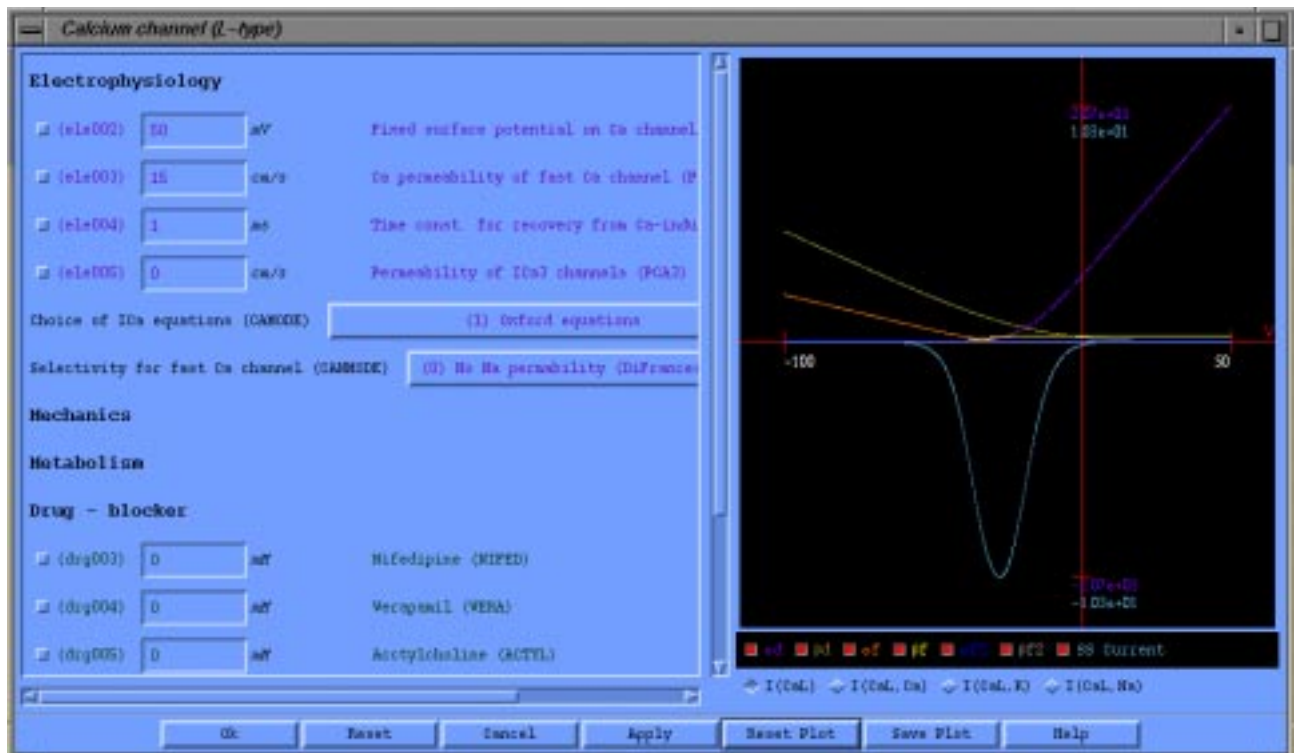 Calcium channel (L-type)
Electrophysiology
(ele002) 50 mV Fixed surface potential on Ca channel
(ele003) 15 cm/s Ca permeability of fast Ca channel (P
(ele004) 1 ms Time const. for recovery from Ca-indu
(ele005) 0 cm/s Permeability of ICa3 channels (PCA3)
Choice of ICa equations (CAMODE) (1) Oxford equations
Selectivity for fast Ca channel (CANMODE) (0) No Na permability (DiFrances
Mechanics
Metabolism
Drug - blocker
(drg003) 0 mM Nifedipine (NIFED)
(drg004) 0 mM Verapamil (VERA)
(drg005) 0 mM Acetylcholine (ACTYL)
1.03e+01
V
-100
50
-1.03e+01
SS Current
I(CaL) I(CaL,Ca) I(CaL,K) I(CaL,Na)
Ok Reset Cancel Apply Reset Plot Save Plot Help